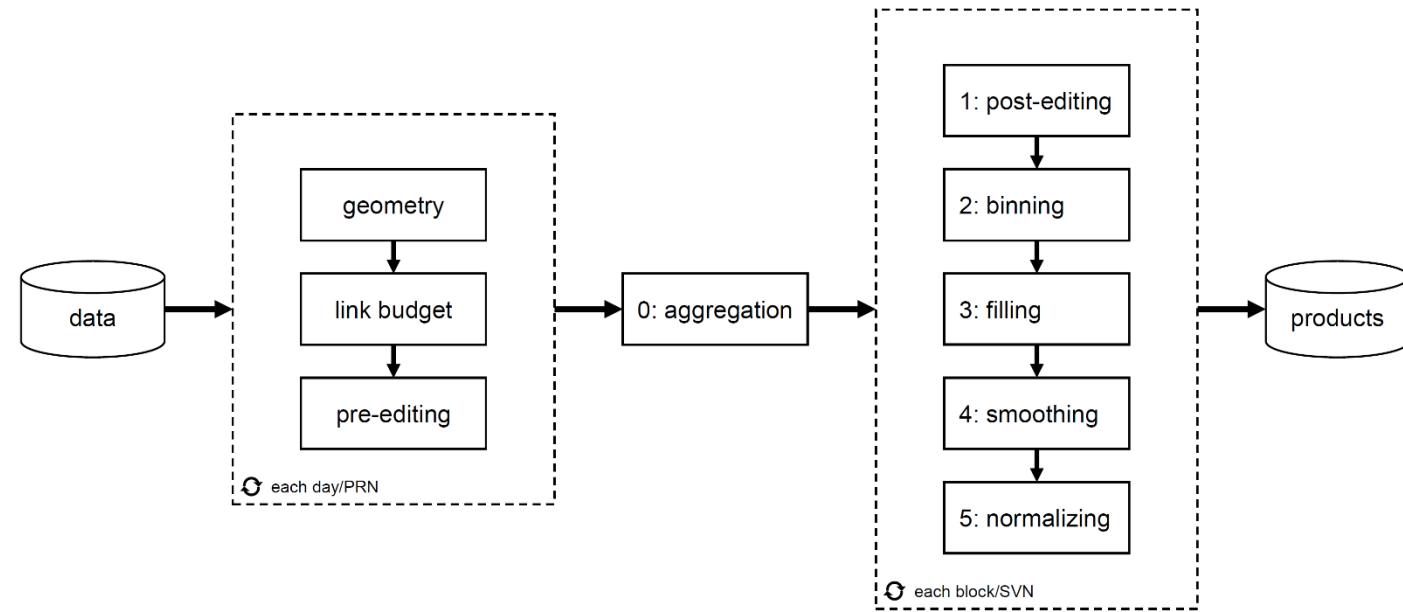 data
geometry
link budget
pre-editing
each day/PRN
0: aggregation
1: post-editing
2: binning
3: filling
4: smoothing
5: normalizing
each block/SVN
products